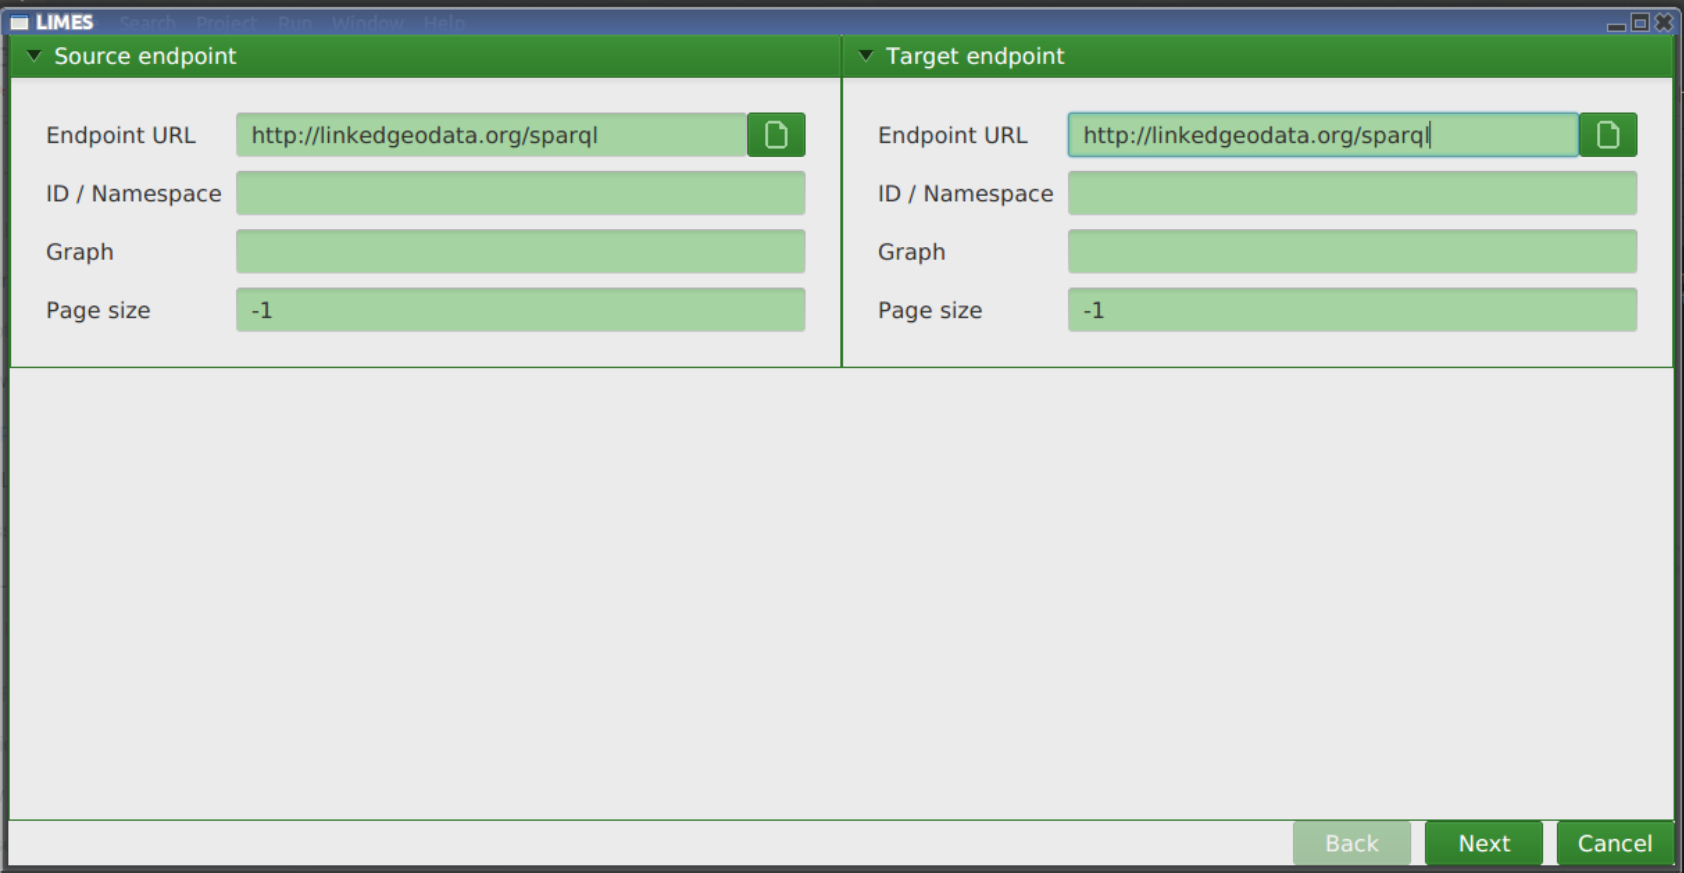 LIMES Search Project Run Window Help
Source endpoint
Endpoint URL http://linkedgeodata.org/sparql
ID / Namespace
Graph
Page size -1
Target endpoint
Endpoint URL http://linkedgeodata.org/sparql
ID / Namespace
Graph
Page size -1
Back Next Cancel